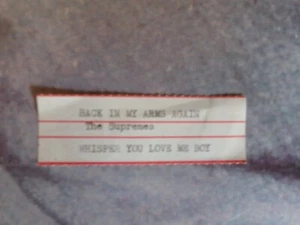 BACK IN MY ARMS AGAIN
The Supremes
WHISPER YOU LOVE ME BOY